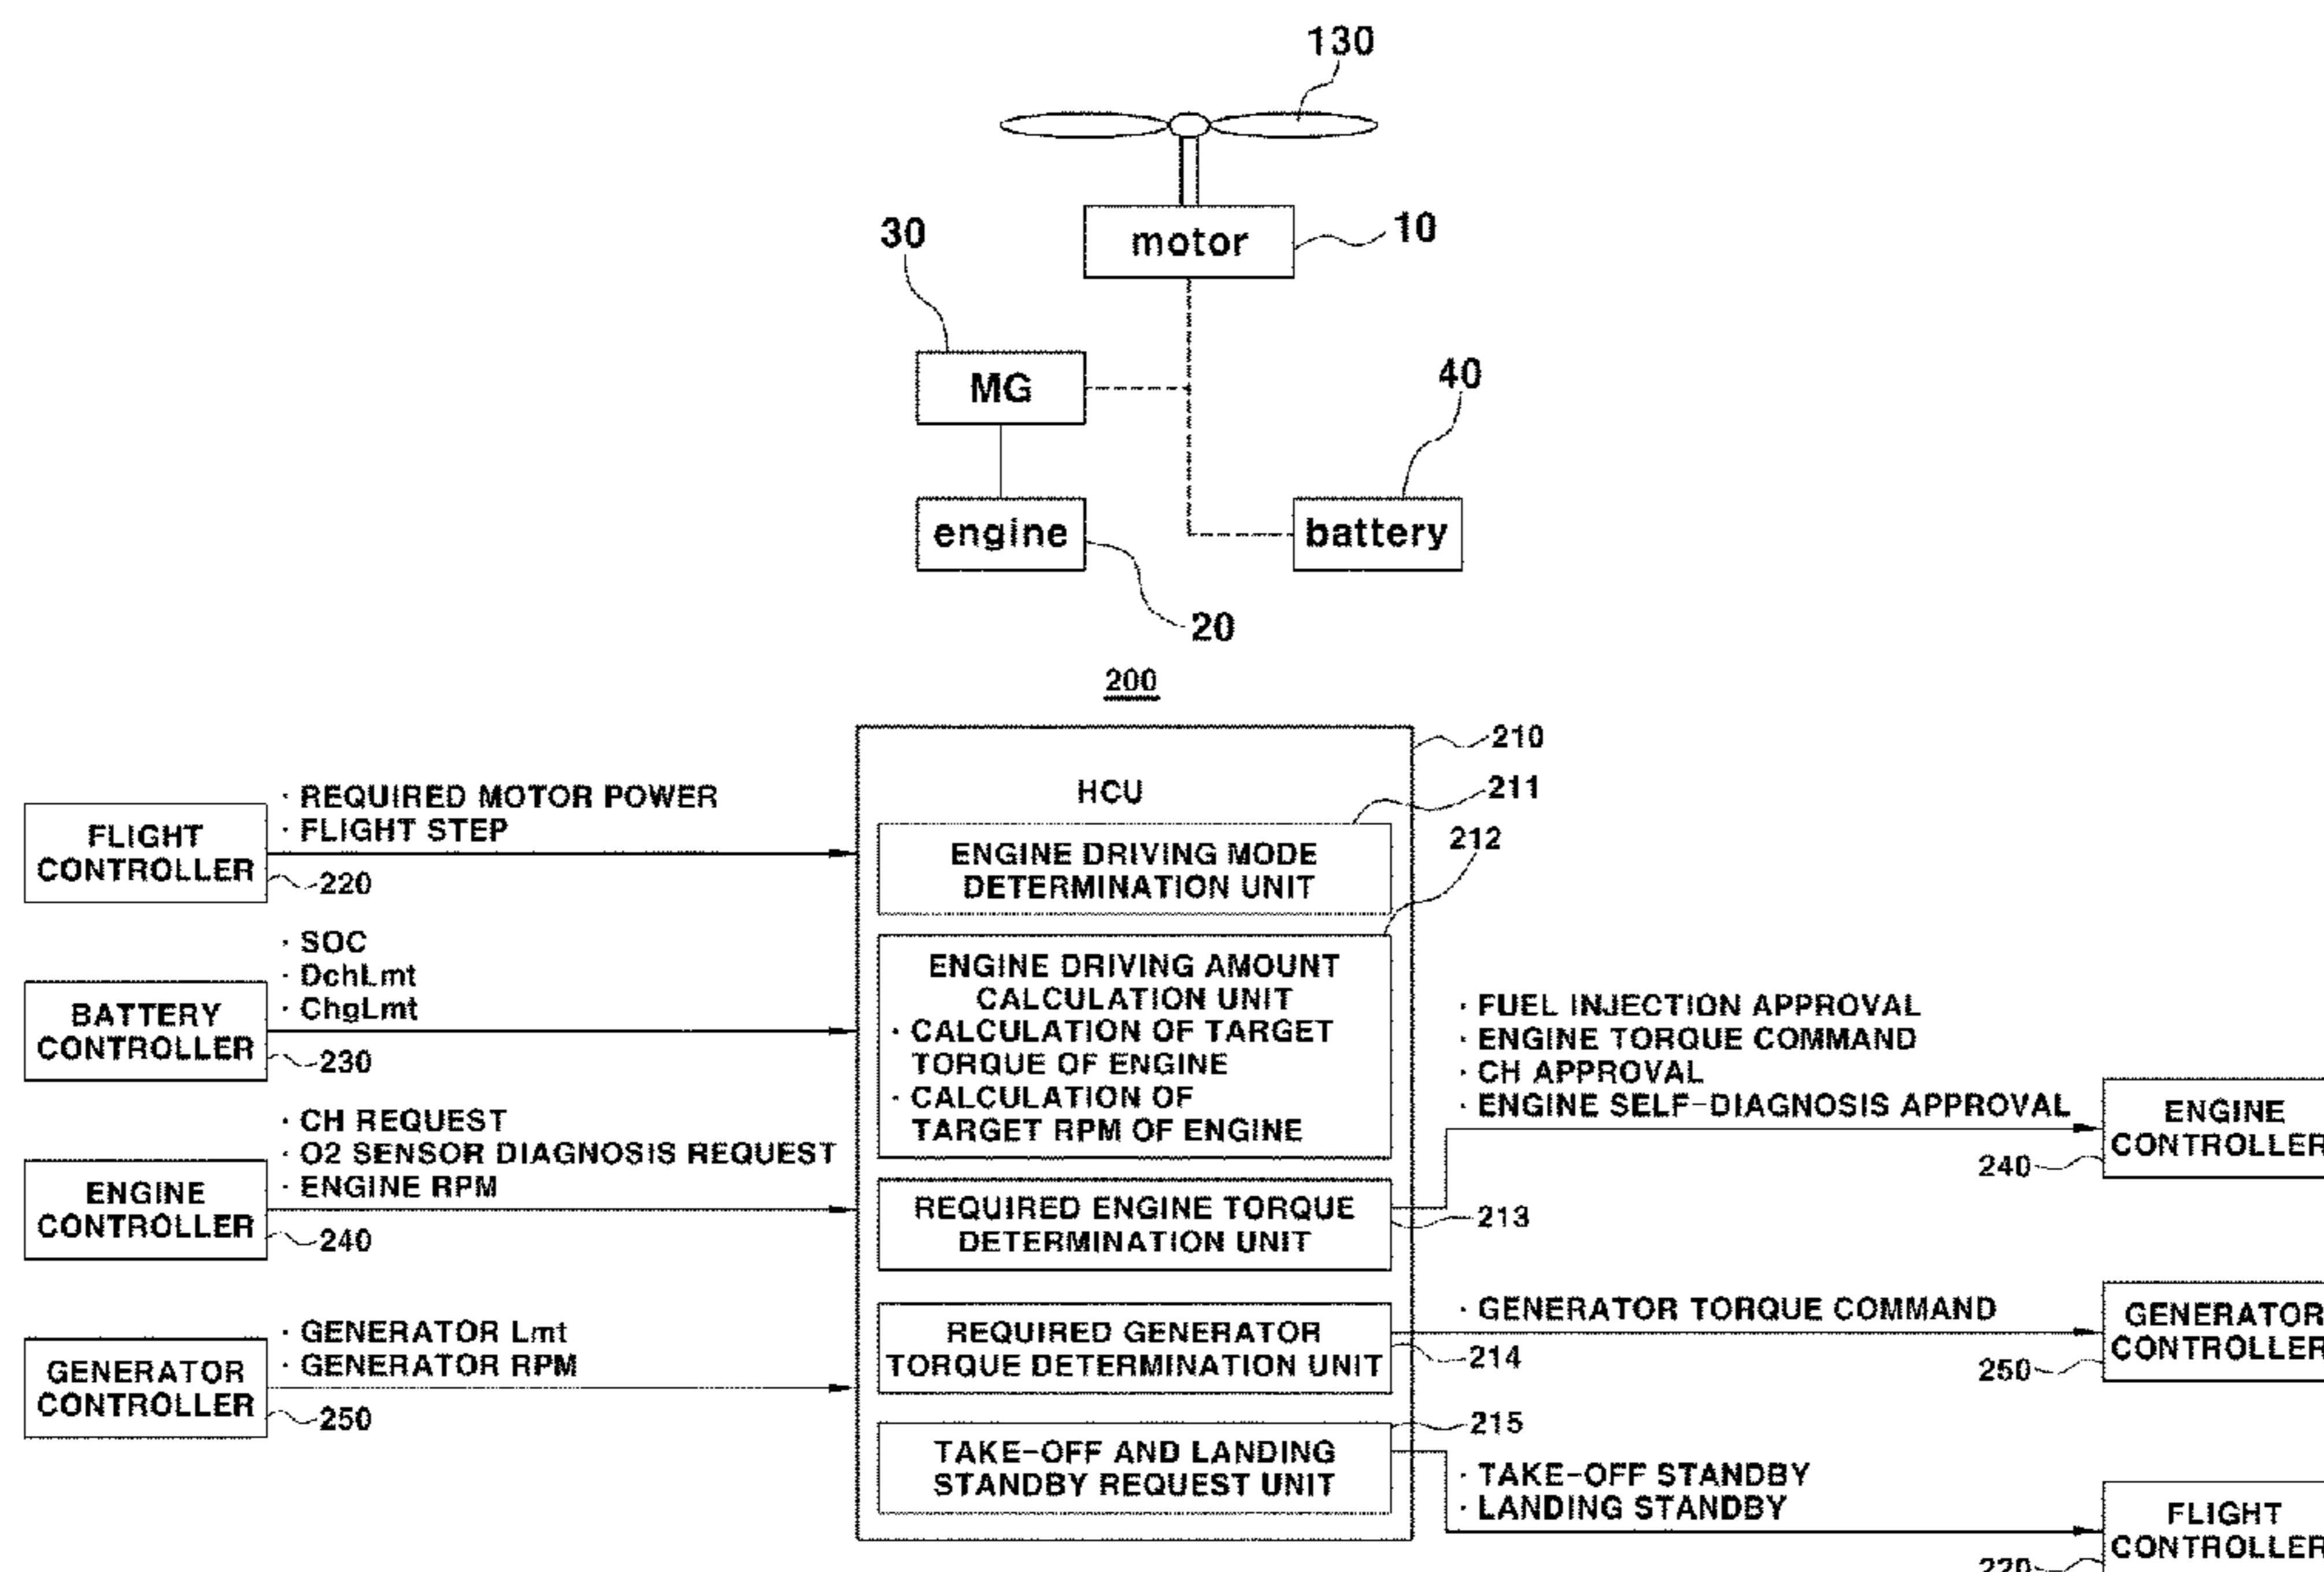 130
motor
10
30
MG
40
engine
battery
20
200
210
HCU
211
212
· REQUIRED MOTOR POWER
· FLIGHT STEP
FLIGHT
CONTROLLER
220
ENGINE DRIVING MODE
DETERMINATION UNIT
· SOC
· DchLmt
· ChgLmt
BATTERY
CONTROLLER
230
ENGINE DRIVING AMOUNT
CALCULATION UNIT
· CALCULATION OF TARGET
TORQUE OF ENGINE
· CALCULATION OF
TARGET RPM OF ENGINE
· FUEL INJECTION APPROVAL
· ENGINE TORQUE COMMAND
· CH APPROVAL
· ENGINE SELF-DIAGNOSIS APPROVAL
ENGINE
CONTROLLER
240
· CH REQUEST
· O2 SENSOR DIAGNOSIS REQUEST
· ENGINE RPM
ENGINE
CONTROLLER
240
REQUIRED ENGINE TORQUE
DETERMINATION UNIT
213
· GENERATOR Lmt
· GENERATOR RPM
GENERATOR
CONTROLLER
250
REQUIRED GENERATOR
TORQUE DETERMINATION UNIT
214
· GENERATOR TORQUE COMMAND
GENERATOR
CONTROLLER
250
215
TAKE-OFF AND LANDING
STANDBY REQUEST UNIT
· TAKE-OFF STANDBY
· LANDING STANDBY
FLIGHT
CONTROLLER
220